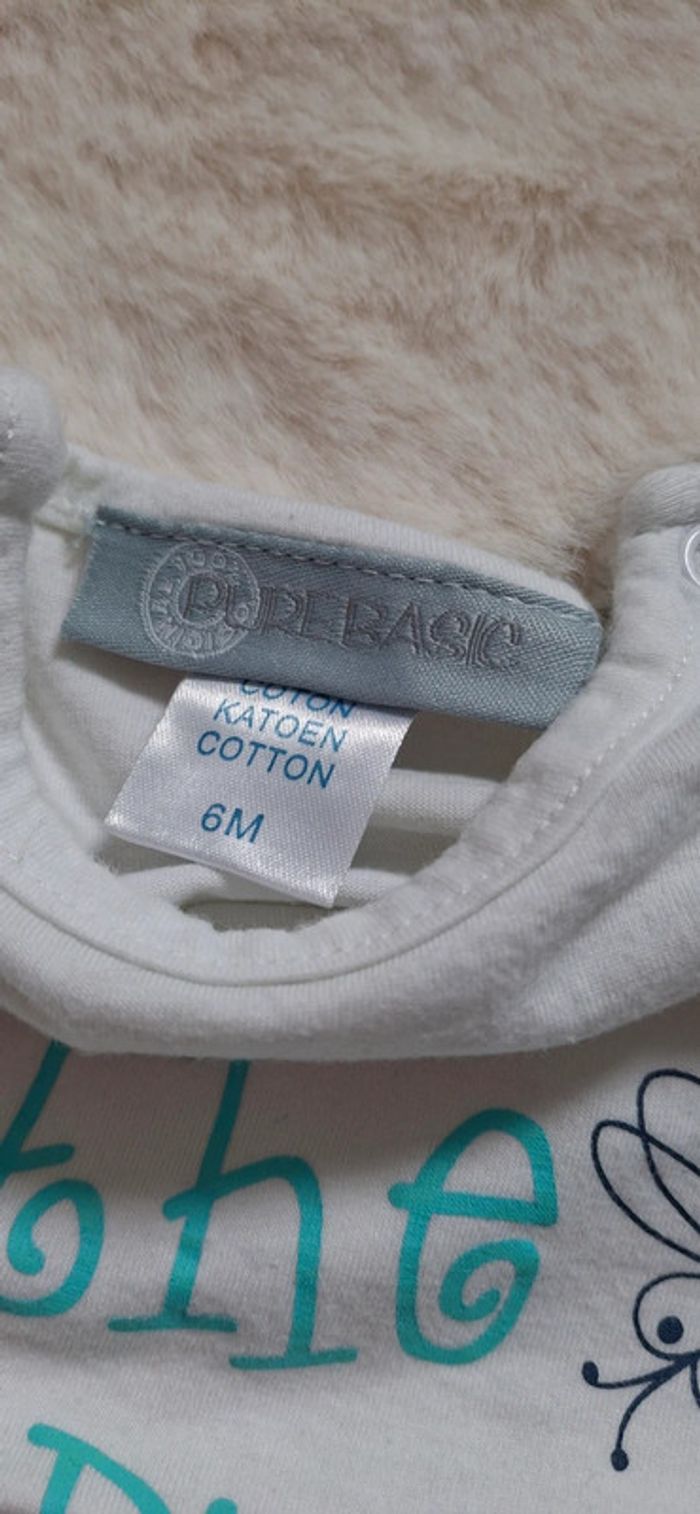 PURE BASIC
COTON
KATOEN
COTTON
6M
the